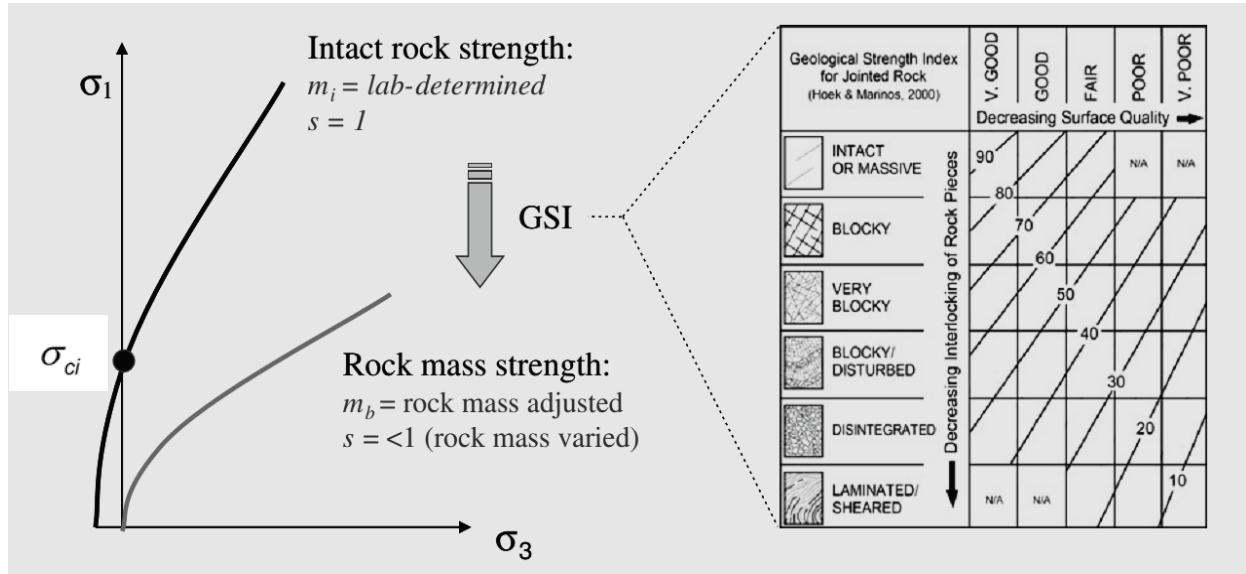 σ1
Intact rock strength:
mi = lab-determined
s = 1
GSI
σci
Rock mass strength:
mb = rock mass adjusted
s = <1 (rock mass varied)
σ3
Geological Strength Index
for Jointed Rock
(Hoek & Marinos, 2000)
V. GOOD
GOOD
FAIR
POOR
V. POOR
Decreasing Surface Quality
Decreasing Interlocking of Rock Pieces
INTACT
OR MASSIVE
BLOCKY
VERY
BLOCKY
BLOCKY/
DISTURBED
DISINTEGRATED
LAMINATED/
SHEARED
90
N/A
N/A
80
70
60
50
40
30
20
10
N/A
N/A